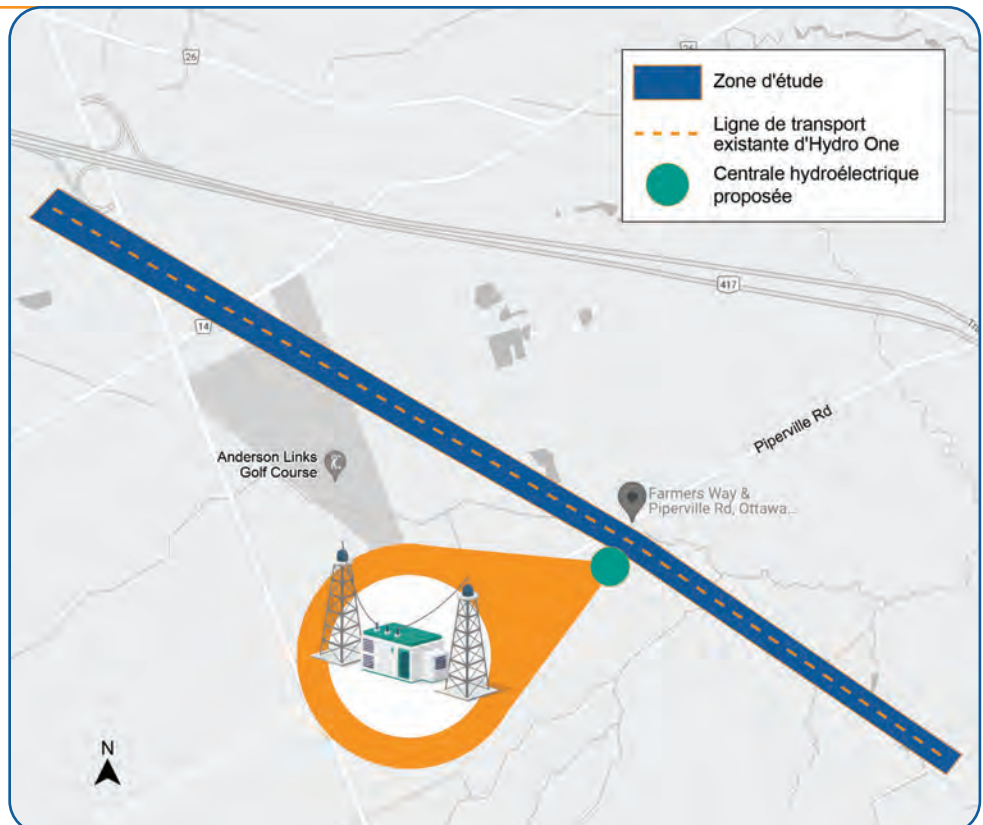 26
26
Zone d'étude
Ligne de transport
existante d'Hydro One
Centrale hydroélectrique
proposée
417
14
Piperville Rd
Anderson Links
Golf Course
Farmers Way &
Piperville Rd, Ottawa...
N